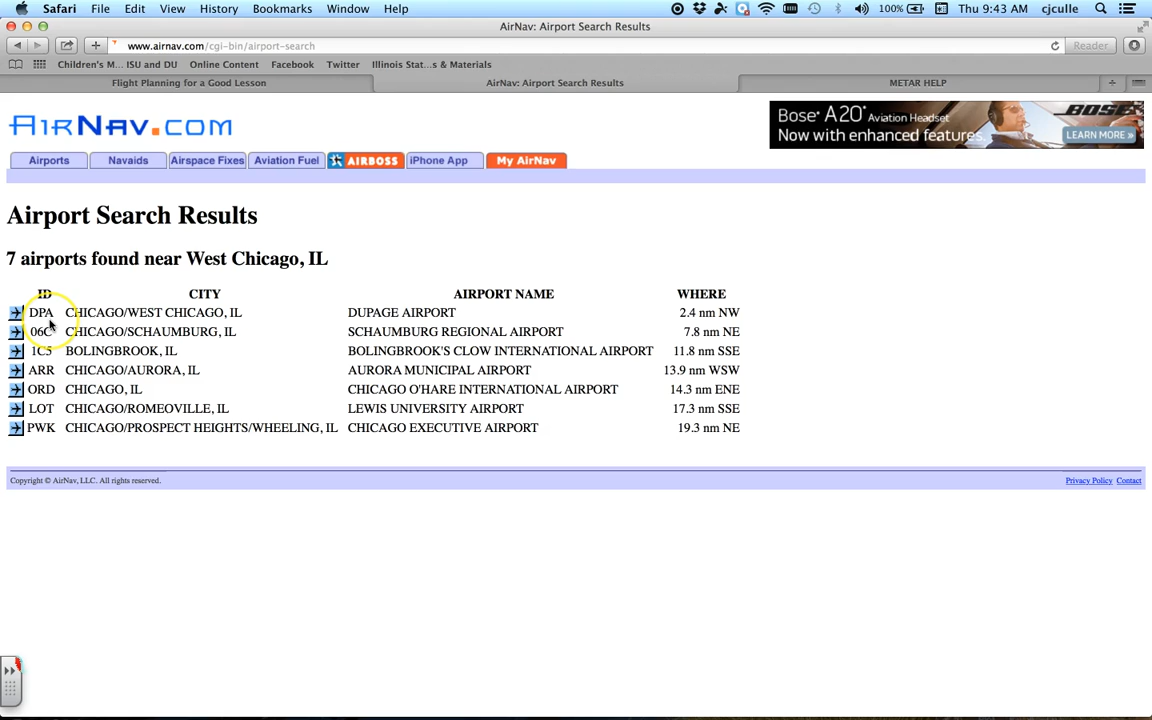 Safari File Edit View History Bookmarks Window Help 100% Thu 9:43 AM cjculle
AirNav: Airport Search Results
www.airnav.com/cgi-bin/airport-search Reader
Children's M... ISU and DU Online Content Facebook Twitter Illinois Stat...s & Materials
Flight Planning for a Good Lesson AirNav: Airport Search Results METAR HELP
AirNav.com
Bose A20 Aviation Headset
Now with enhanced features.
BOSE
LEARN MORE »
Airports Navaids Airspace Fixes Aviation Fuel AIRBOSS iPhone App My AirNav
Airport Search Results
7 airports found near West Chicago, IL
ID CITY AIRPORT NAME WHERE
DPA CHICAGO/WEST CHICAGO, IL DUPAGE AIRPORT 2.4 nm NW
06C CHICAGO/SCHAUMBURG, IL SCHAUMBURG REGIONAL AIRPORT 7.8 nm NE
1C5 BOLINGBROOK, IL BOLINGBROOK'S CLOW INTERNATIONAL AIRPORT 11.8 nm SSE
ARR CHICAGO/AURORA, IL AURORA MUNICIPAL AIRPORT 13.9 nm WSW
ORD CHICAGO, IL CHICAGO O'HARE INTERNATIONAL AIRPORT 14.3 nm ENE
LOT CHICAGO/ROMEOVILLE, IL LEWIS UNIVERSITY AIRPORT 17.3 nm SSE
PWK CHICAGO/PROSPECT HEIGHTS/WHEELING, IL CHICAGO EXECUTIVE AIRPORT 19.3 nm NE
Copyright © AirNav, LLC. All rights reserved. Privacy Policy Contact